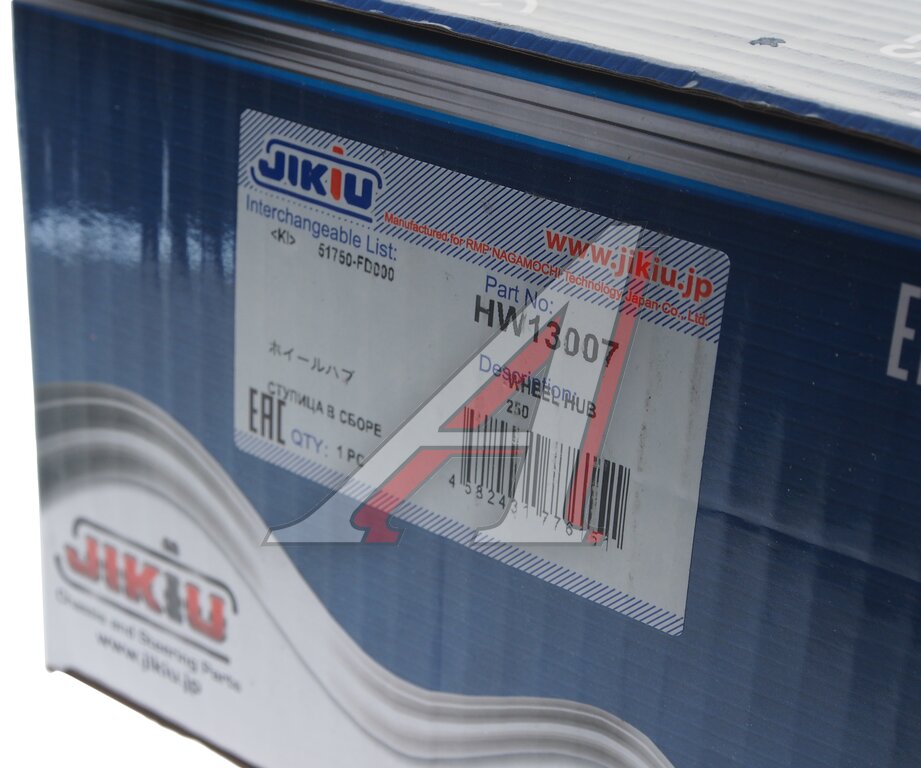 JIKIU
www.jikiu.jp
Manufactured for RMP NAGAMOCHI Technology Japan Co., Ltd.
Interchangeable List:
<KI> 51750-FD000
Part No:
HW13007
Description:
WHEEL HUB
250
ホイールハブ
СТУПИЦА В СБОРЕ
EAC
QTY: 1 PC
JIKIU
Chassis and Steering Parts
www.jikiu.jp